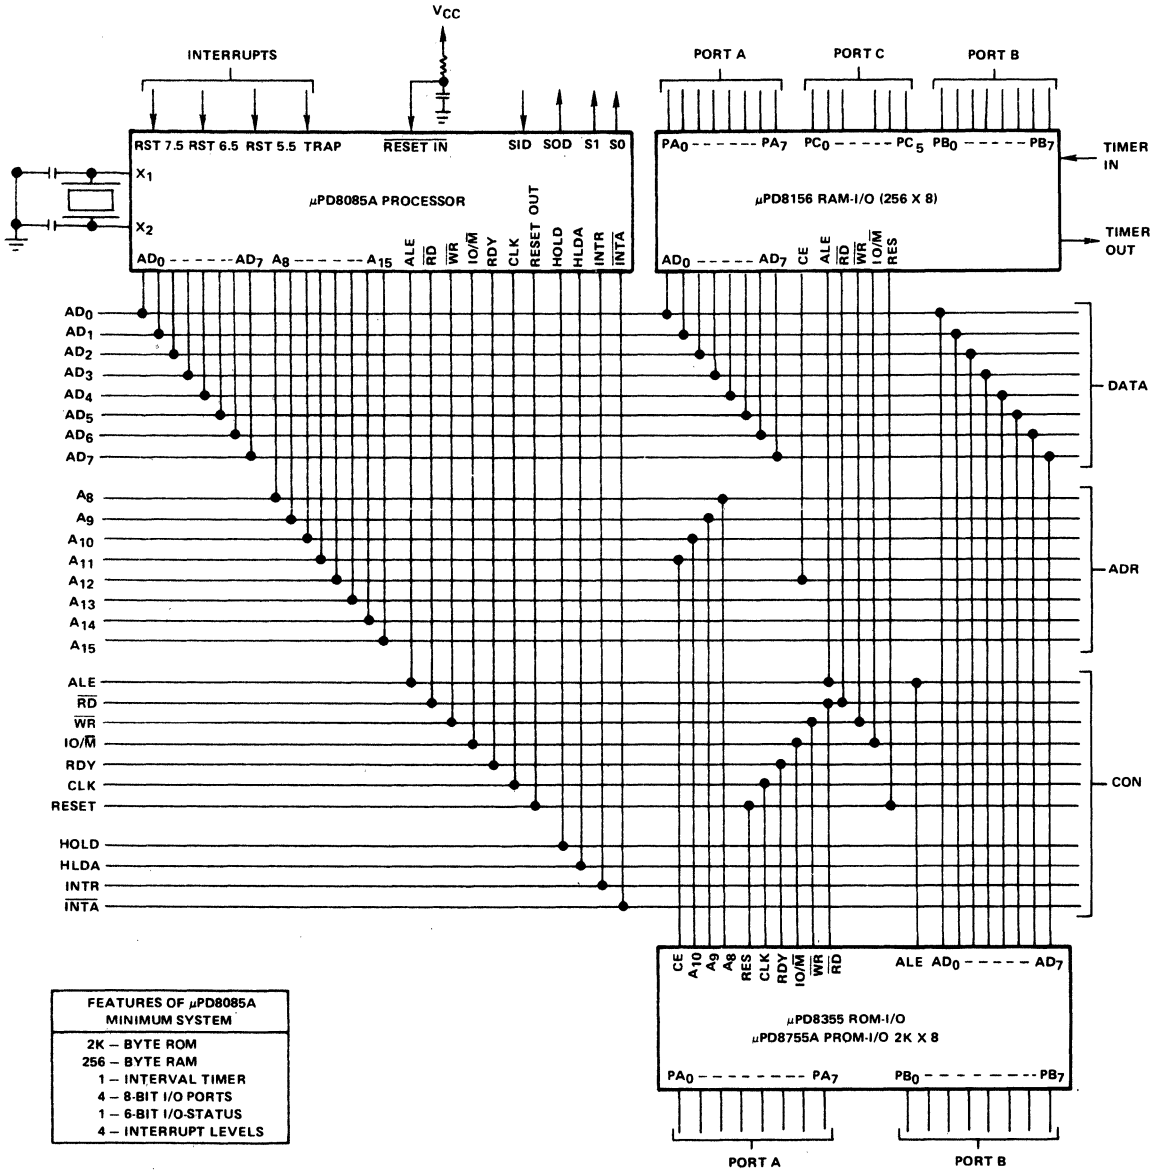 VCC
INTERRUPTS
PORT A
PORT C
PORT B
RST 7.5 RST 6.5 RST 5.5 TRAP
RESET IN
SID SOD S1 S0
PA0 ------ PA7
PC0 ------ PC5
PB0 ------ PB7
TIMER IN
X1
μPD8085A PROCESSOR
μPD8156 RAM-I/O (256 X 8)
X2
TIMER OUT
AD0 ------- AD7 A8 ------- A15
ALE
RD
WR
IO/M
RDY
CLK
RESET OUT
HOLD
HLDA
INTR
INTA
AD0 ------ AD7
CE
ALE
RD
WR
IO/M
RES
AD0
AD1
AD2
AD3
AD4
AD5
AD6
AD7
DATA
A8
A9
A10
A11
A12
A13
A14
A15
ADR
ALE
RD
WR
IO/M
RDY
CLK
RESET
HOLD
HLDA
INTR
INTA
CON
CE
A10
A9
A8
RES
CLK
RDY
IO/M
WR
RD
ALE AD0 ------ AD7
μPD8355 ROM-I/O
μPD8755A PROM-I/O 2K X 8
PA0 --------- PA7
PB0 --------- PB7
PORT A
PORT B
FEATURES OF μPD8085A
MINIMUM SYSTEM
2K – BYTE ROM
256 – BYTE RAM
1 – INTERVAL TIMER
4 – 8-BIT I/O PORTS
1 – 6-BIT I/O-STATUS
4 – INTERRUPT LEVELS